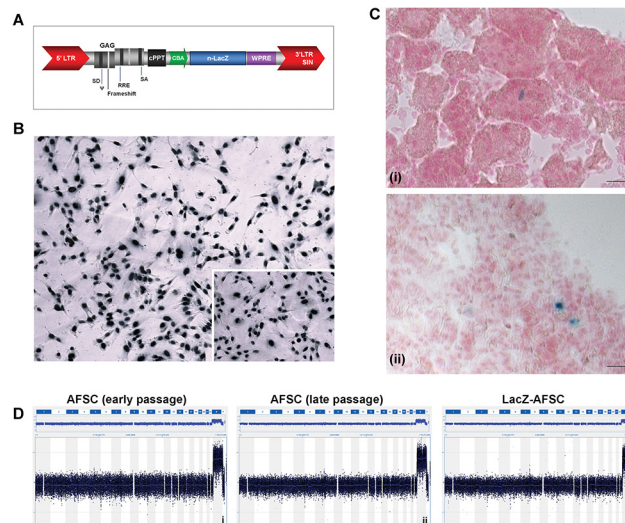 A
5' LTR
GAG
cPPT
CBA
n-LacZ
WPRE
3'LTR
SIN
SD
Ψ
Frameshift
RRE
SA
B
C
(i)
(ii)
D
AFSC (early passage)
AFSC (late passage)
LacZ-AFSC
i
ii